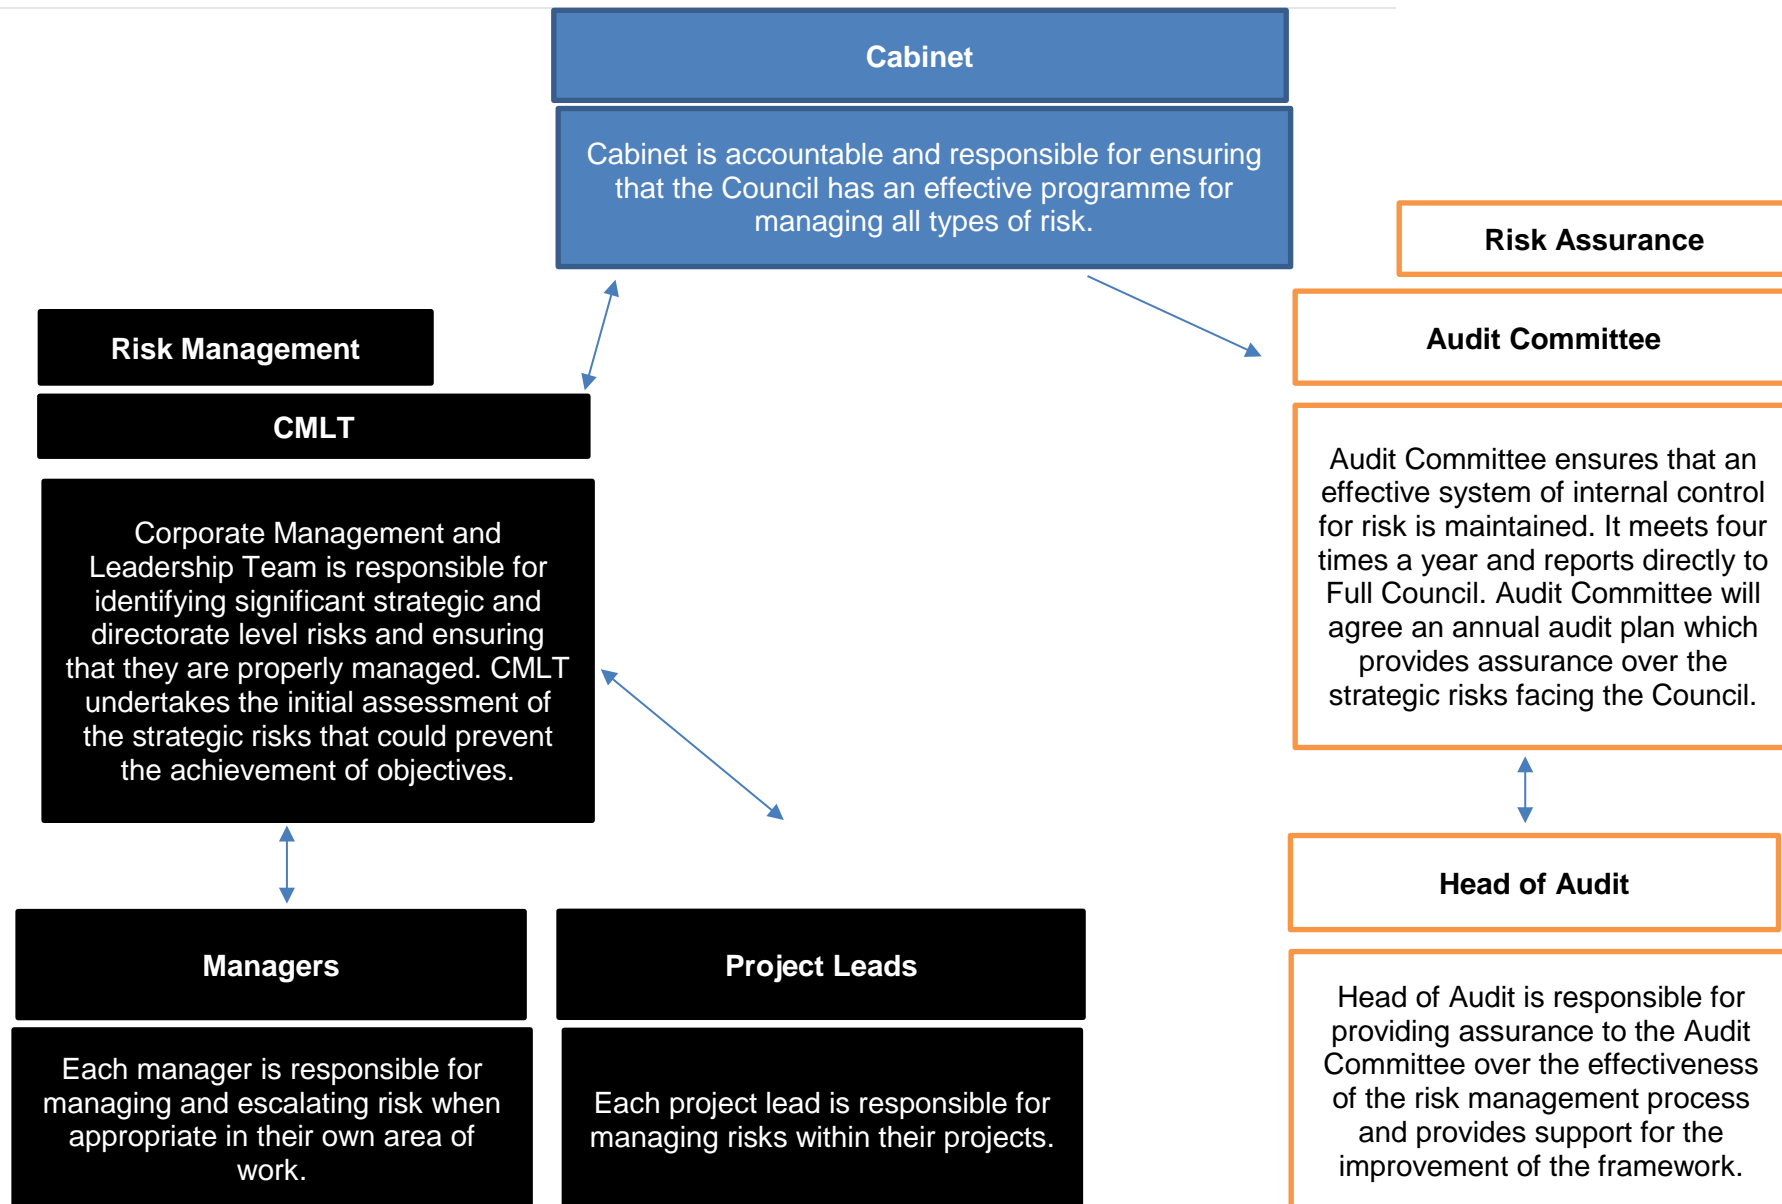 Cabinet
Cabinet is accountable and responsible for ensuring
that the Council has an effective programme for
managing all types of risk.
Risk Assurance
Risk Management
Audit Committee
CMLT
Audit Committee ensures that an
effective system of internal control
for risk is maintained. It meets four
times a year and reports directly to
Full Council. Audit Committee will
agree an annual audit plan which
provides assurance over the
strategic risks facing the Council.
Corporate Management and
Leadership Team is responsible for
identifying significant strategic and
directorate level risks and ensuring
that they are properly managed. CMLT
undertakes the initial assessment of
the strategic risks that could prevent
the achievement of objectives.
Head of Audit
Managers
Project Leads
Each manager is responsible for
managing and escalating risk when
appropriate in their own area of
work.
Each project lead is responsible for
managing risks within their projects.
Head of Audit is responsible for
providing assurance to the Audit
Committee over the effectiveness
of the risk management process
and provides support for the
improvement of the framework.